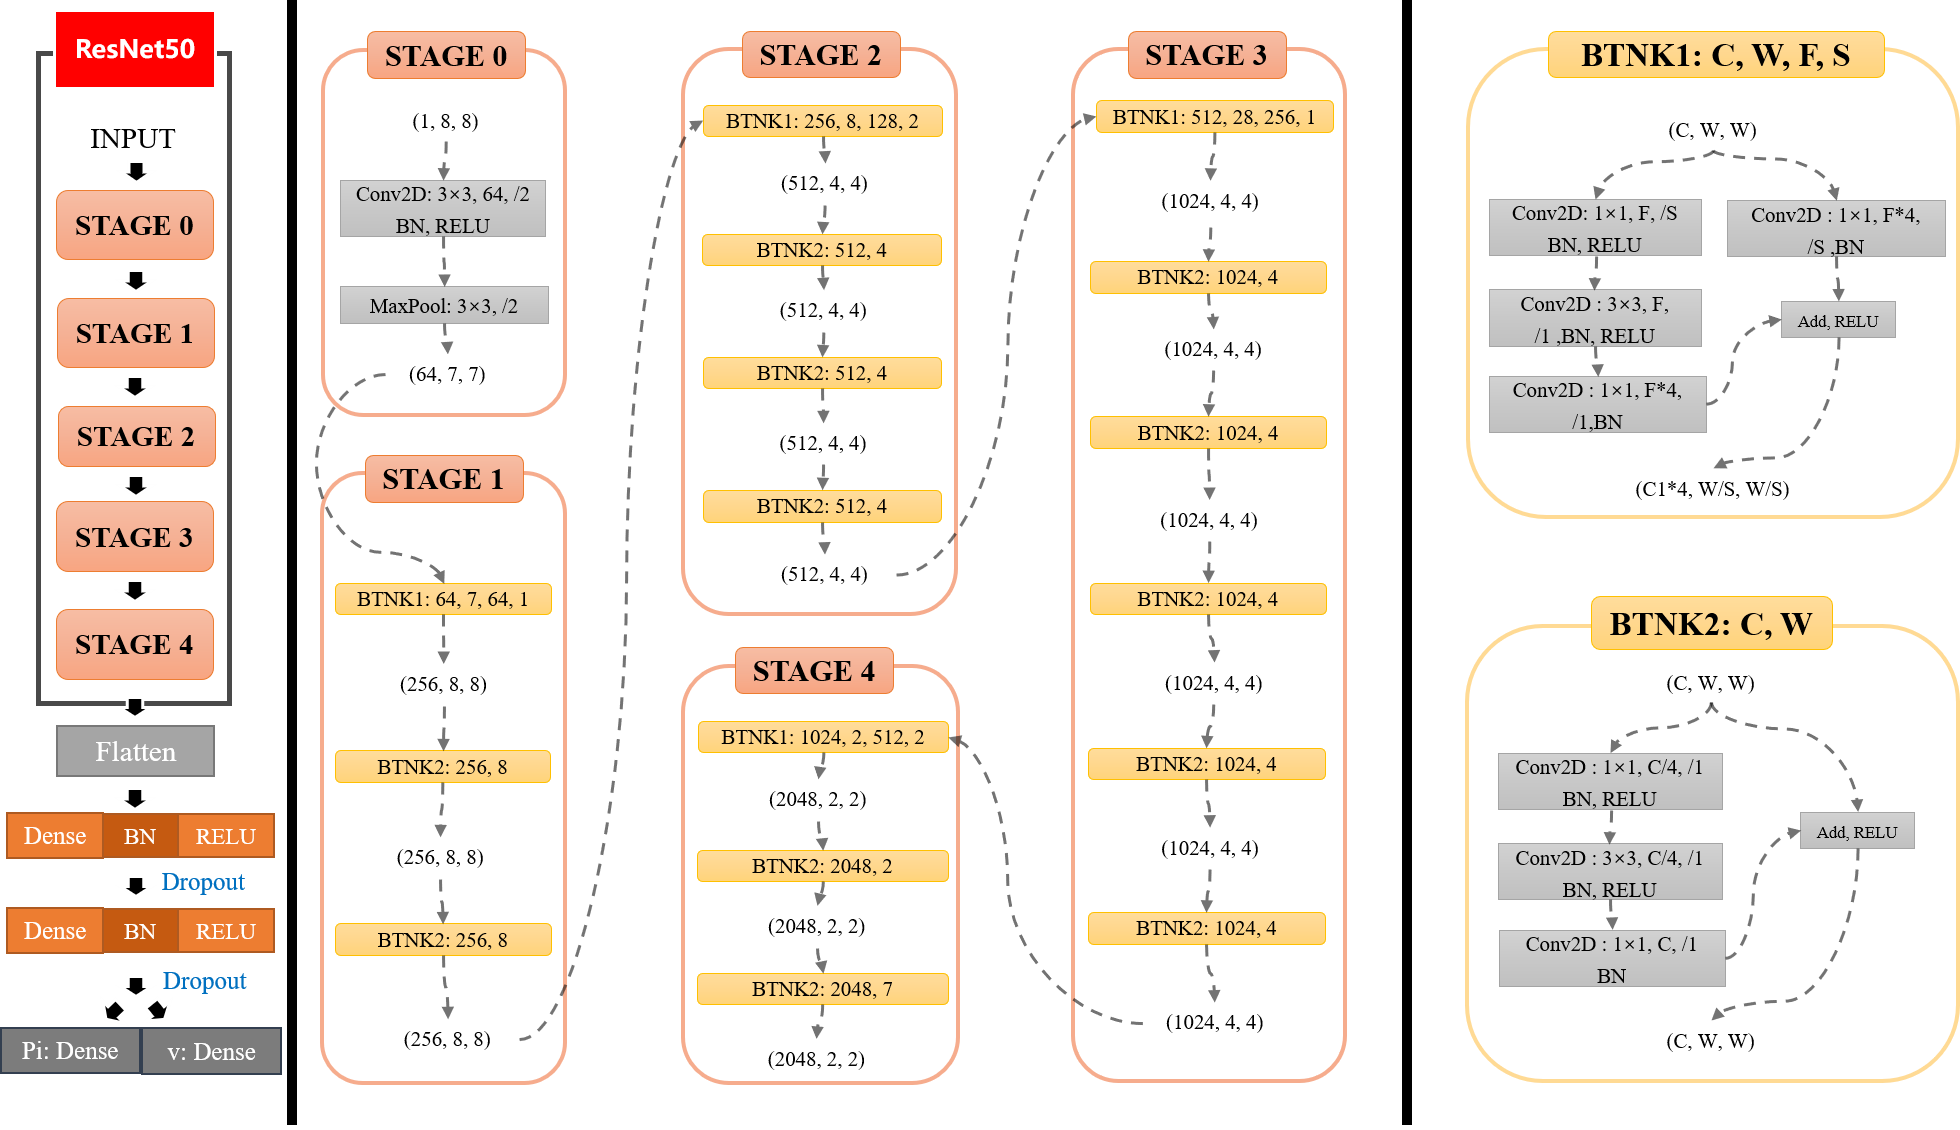 ResNet50
INPUT
STAGE 0
STAGE 1
STAGE 2
STAGE 3
STAGE 4
Flatten
Dense BN RELU
Dropout
Dense BN RELU
Dropout
Pi: Dense v: Dense
STAGE 0
(1, 8, 8)
Conv2D: 3×3, 64, /2
BN, RELU
MaxPool: 3×3, /2
(64, 7, 7)
STAGE 1
BTNK1: 64, 7, 64, 1
(256, 8, 8)
BTNK2: 256, 8
(256, 8, 8)
BTNK2: 256, 8
(256, 8, 8)
STAGE 2
BTNK1: 256, 8, 128, 2
(512, 4, 4)
BTNK2: 512, 4
(512, 4, 4)
BTNK2: 512, 4
(512, 4, 4)
BTNK2: 512, 4
(512, 4, 4)
STAGE 3
BTNK1: 512, 28, 256, 1
(1024, 4, 4)
BTNK2: 1024, 4
(1024, 4, 4)
BTNK2: 1024, 4
(1024, 4, 4)
BTNK2: 1024, 4
(1024, 4, 4)
BTNK2: 1024, 4
(1024, 4, 4)
BTNK2: 1024, 4
(1024, 4, 4)
STAGE 4
BTNK1: 1024, 2, 512, 2
(2048, 2, 2)
BTNK2: 2048, 2
(2048, 2, 2)
BTNK2: 2048, 7
(2048, 2, 2)
BTNK1: C, W, F, S
(C, W, W)
Conv2D: 1×1, F, /S
BN, RELU
Conv2D : 3×3, F,
/1 ,BN, RELU
Conv2D : 1×1, F*4,
/1,BN
Conv2D : 1×1, F*4,
/S ,BN
Add, RELU
(C1*4, W/S, W/S)
BTNK2: C, W
(C, W, W)
Conv2D : 1×1, C/4, /1
BN, RELU
Conv2D : 3×3, C/4, /1
BN, RELU
Conv2D : 1×1, C, /1
BN
Add, RELU
(C, W, W)